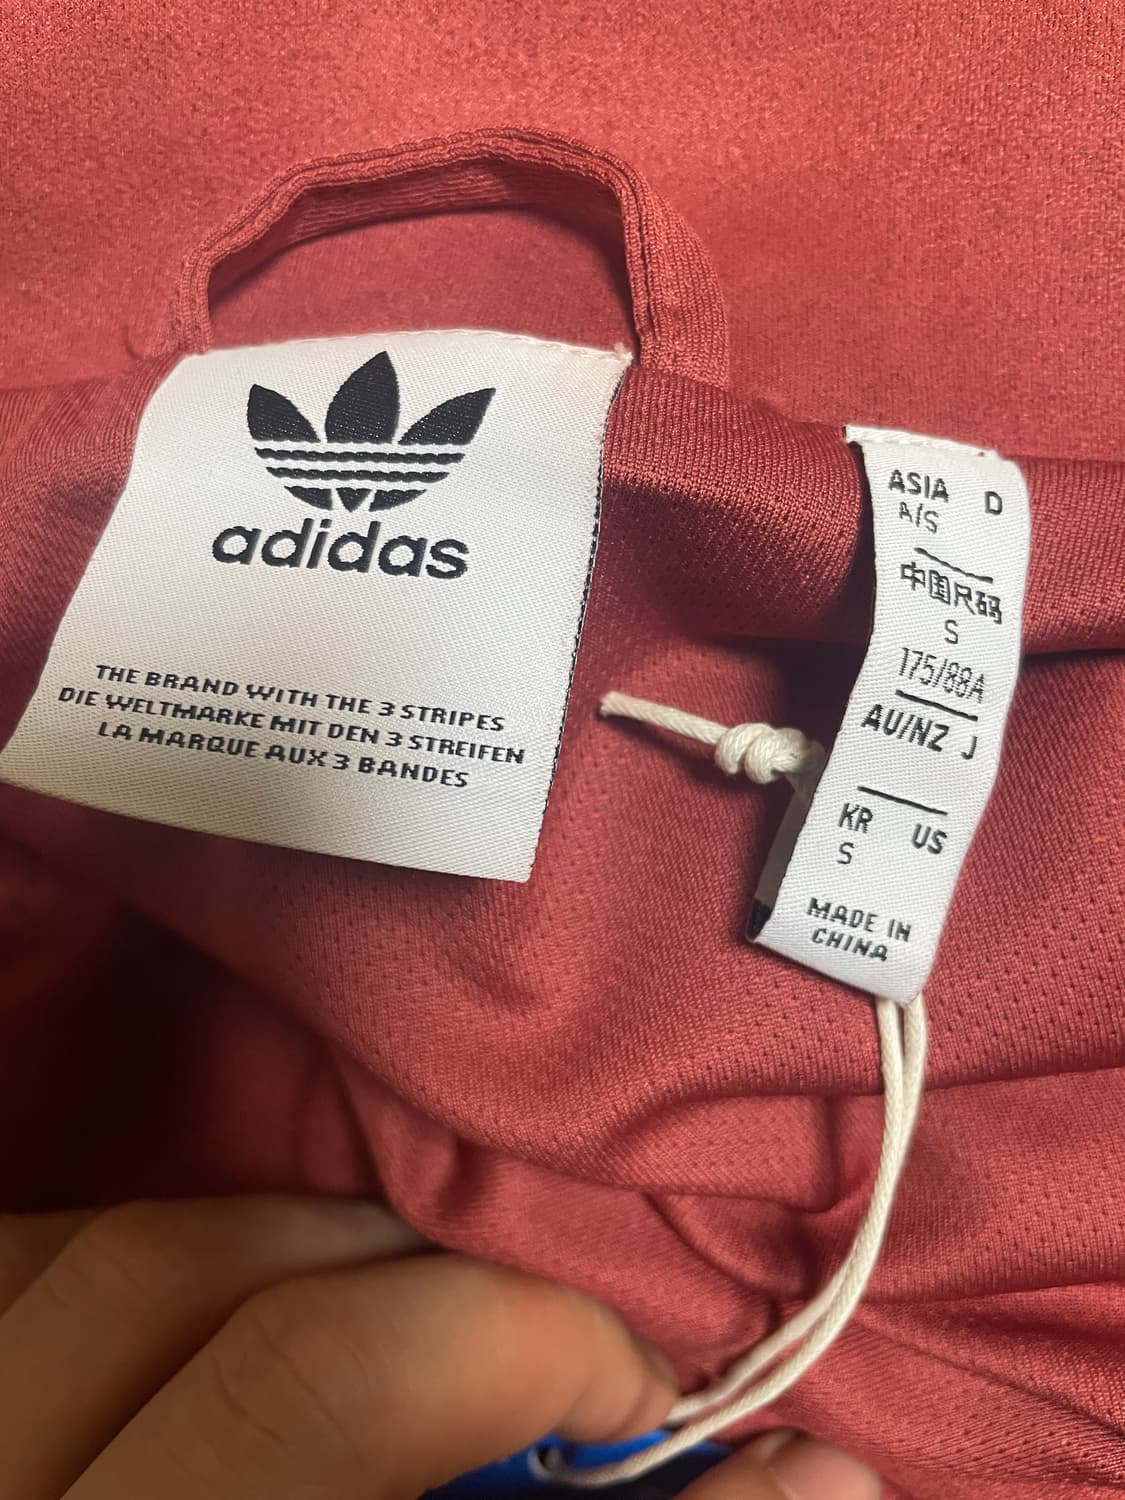 adidas
THE BRAND WITH THE 3 STRIPES
DIE WELTMARKE MIT DEN 3 STREIFEN
LA MARQUE AUX 3 BANDES
ASIA D
A/S
中国尺码
S
175/88A
AU/NZ J
KR US
S
MADE IN
CHINA